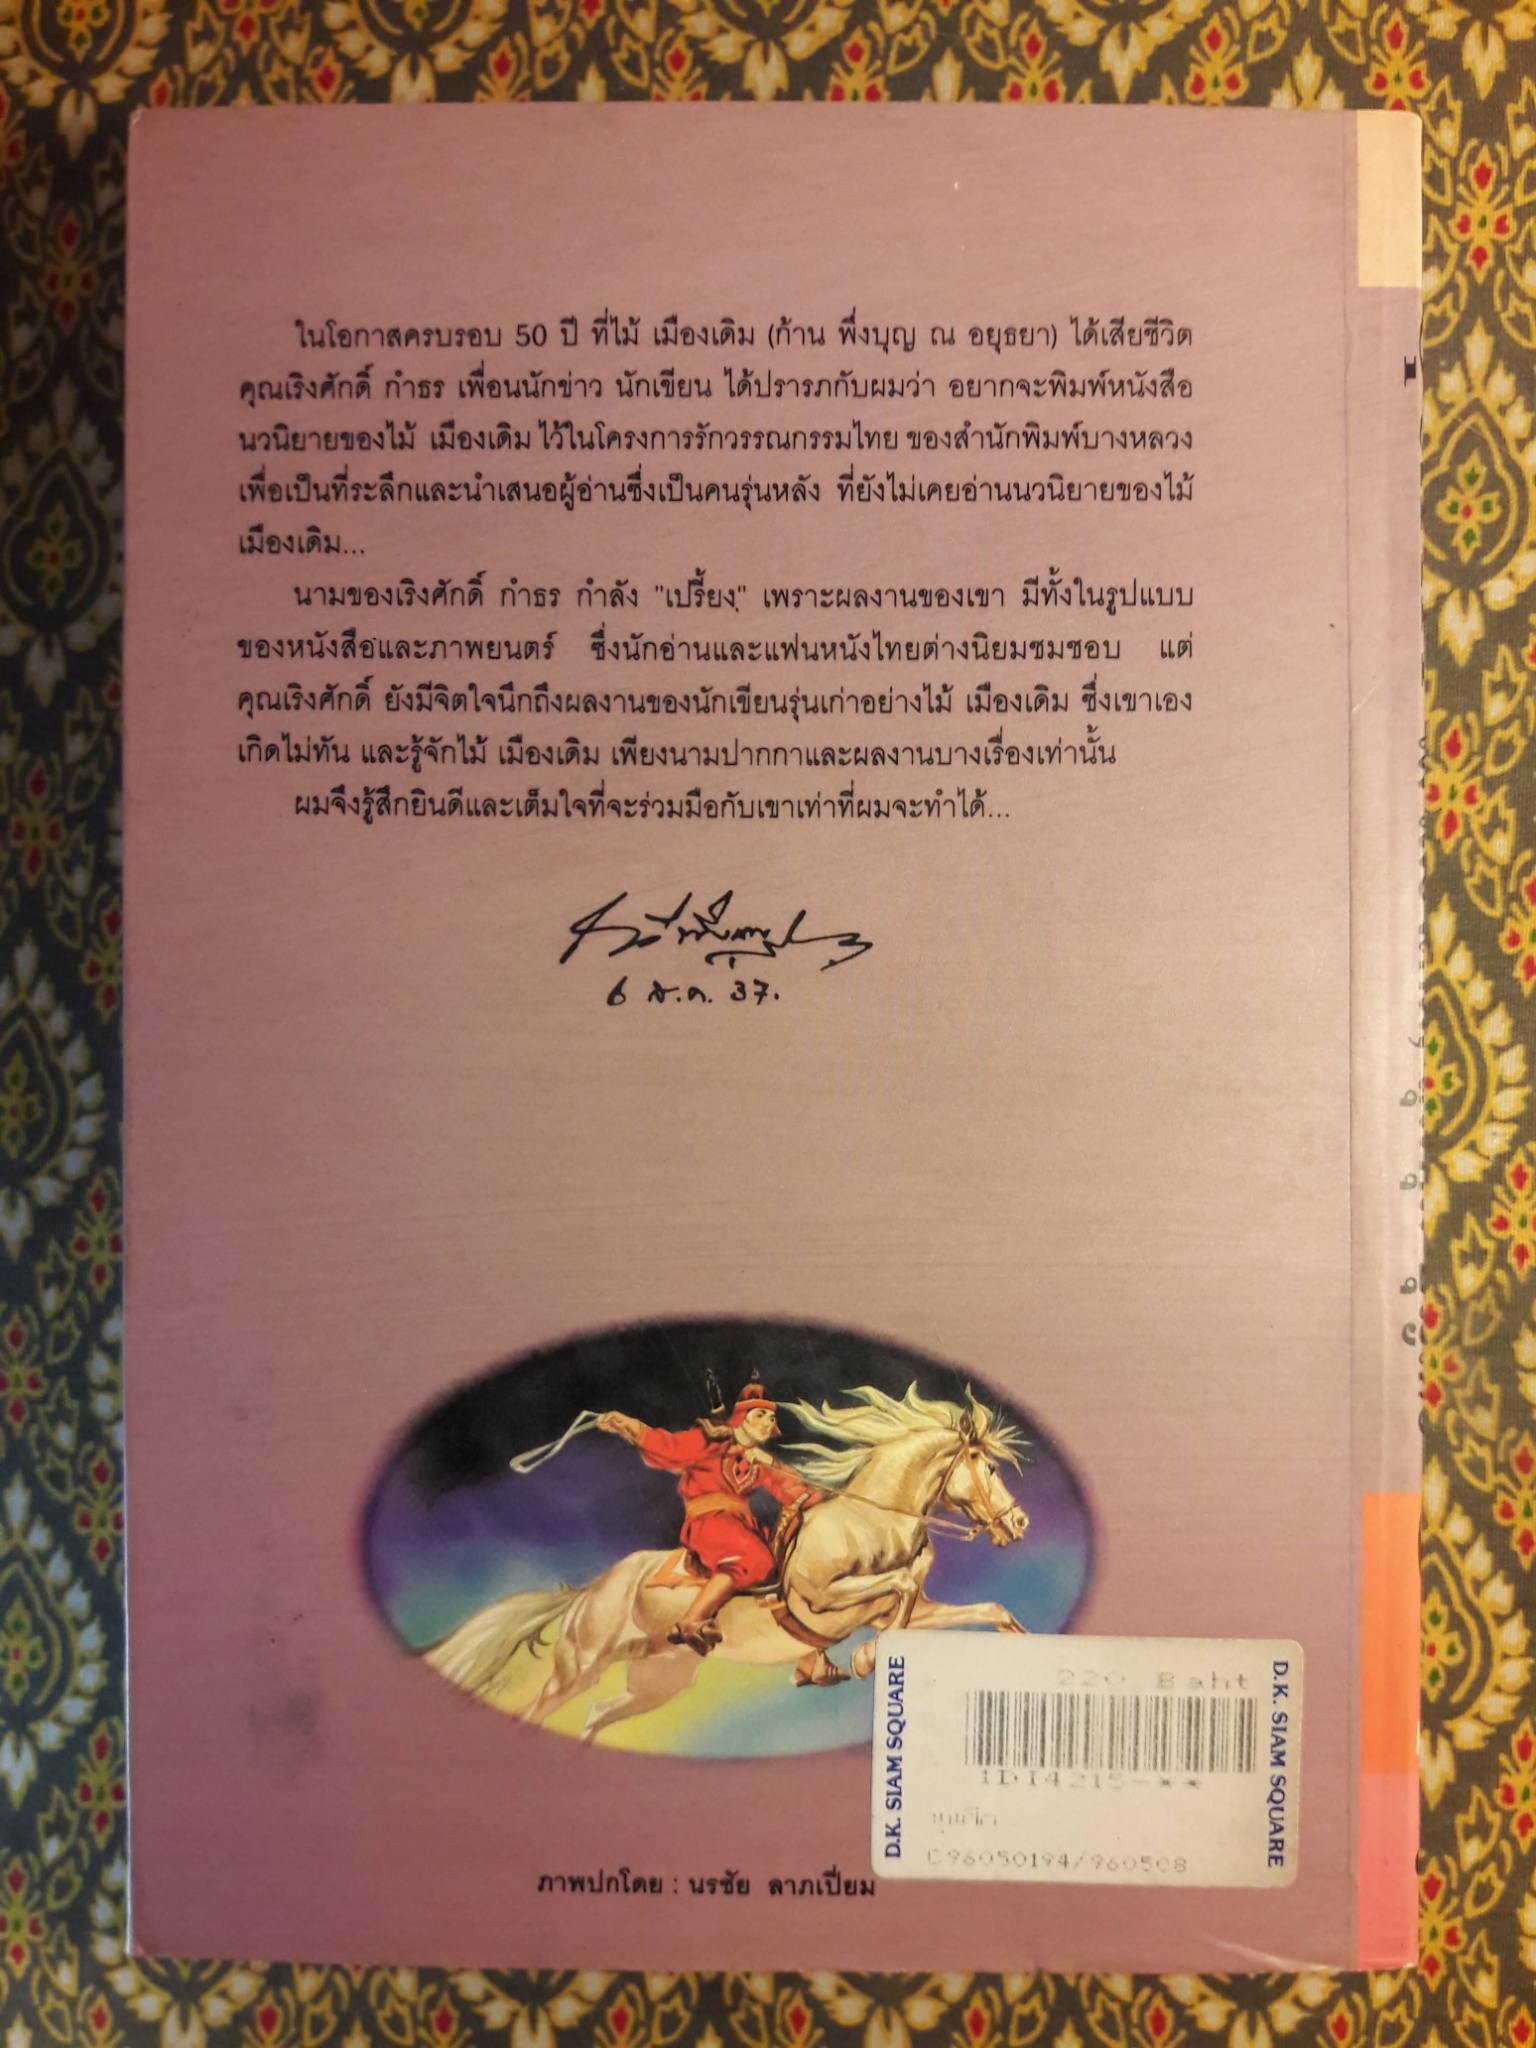 ในโอกาสครบรอบ 50 ปี ที่ไม้ เมืองเดิม (ก้าน พึ่งบุญ ณ อยุธยา) ได้เสียชีวิต
คุณเริงศักดิ์ กำธร เพื่อนนักข่าว นักเขียน ได้ปรารภกับผมว่า อยากจะพิมพ์หนังสือ
นวนิยายของไม้ เมืองเดิม ไว้ในโครงการรักวรรณกรรมไทย ของสำนักพิมพ์บางหลวง
เพื่อเป็นที่ระลึกและนำเสนอผู้อ่านซึ่งเป็นคนรุ่นหลัง ที่ยังไม่เคยอ่านนวนิยายของไม้
เมืองเดิม...
นามของเริงศักดิ์ กำธร กำลัง "เปรี้ยง" เพราะผลงานของเขา มีทั้งในรูปแบบ
ของหนังสือและภาพยนตร์ ซึ่งนักอ่านและแฟนหนังไทยต่างนิยมชมชอบ แต่
คุณเริงศักดิ์ ยังมีจิตใจนึกถึงผลงานของนักเขียนรุ่นเก่าอย่างไม้ เมืองเดิม ซึ่งเขาเอง
เกิดไม่ทัน และรู้จักไม้ เมืองเดิม เพียงนามปากกาและผลงานบางเรื่องเท่านั้น
ผมจึงรู้สึกยินดีและเต็มใจที่จะร่วมมือกับเขาเท่าที่ผมจะทำได้...
6 ส.ค. 37.
D.K. SIAM SQUARE
220 Baht
1DI4215-**
ขุนศึก
C96050194/960508
D.K. SIAM SQUARE
ภาพปกโดย : นรชัย ลาภเปี่ยม